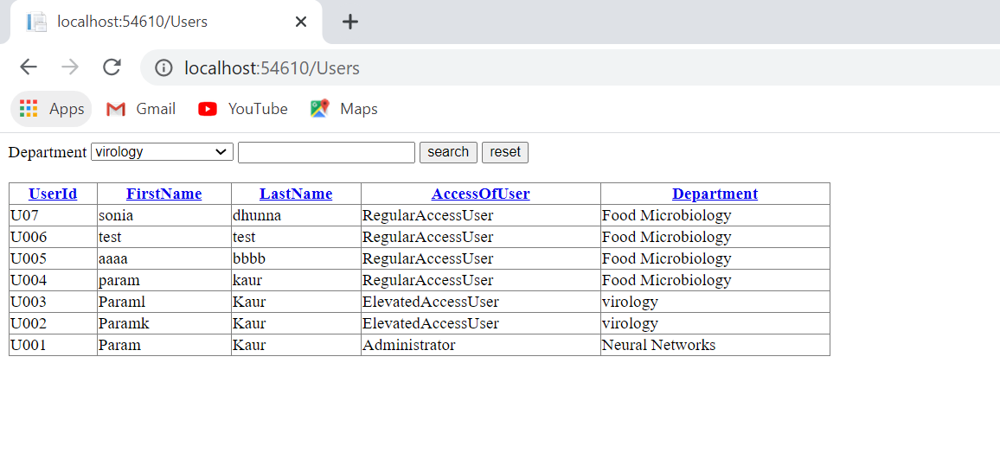 localhost:54610/Users
localhost:54610/Users
Apps Gmail YouTube Maps
Department virology search reset
UserId FirstName LastName AccessOfUser Department
U07 sonia dhunna RegularAccessUser Food Microbiology
U006 test test RegularAccessUser Food Microbiology
U005 aaaa bbbb RegularAccessUser Food Microbiology
U004 param kaur RegularAccessUser Food Microbiology
U003 Paraml Kaur ElevatedAccessUser virology
U002 Paramk Kaur ElevatedAccessUser virology
U001 Param Kaur Administrator Neural Networks